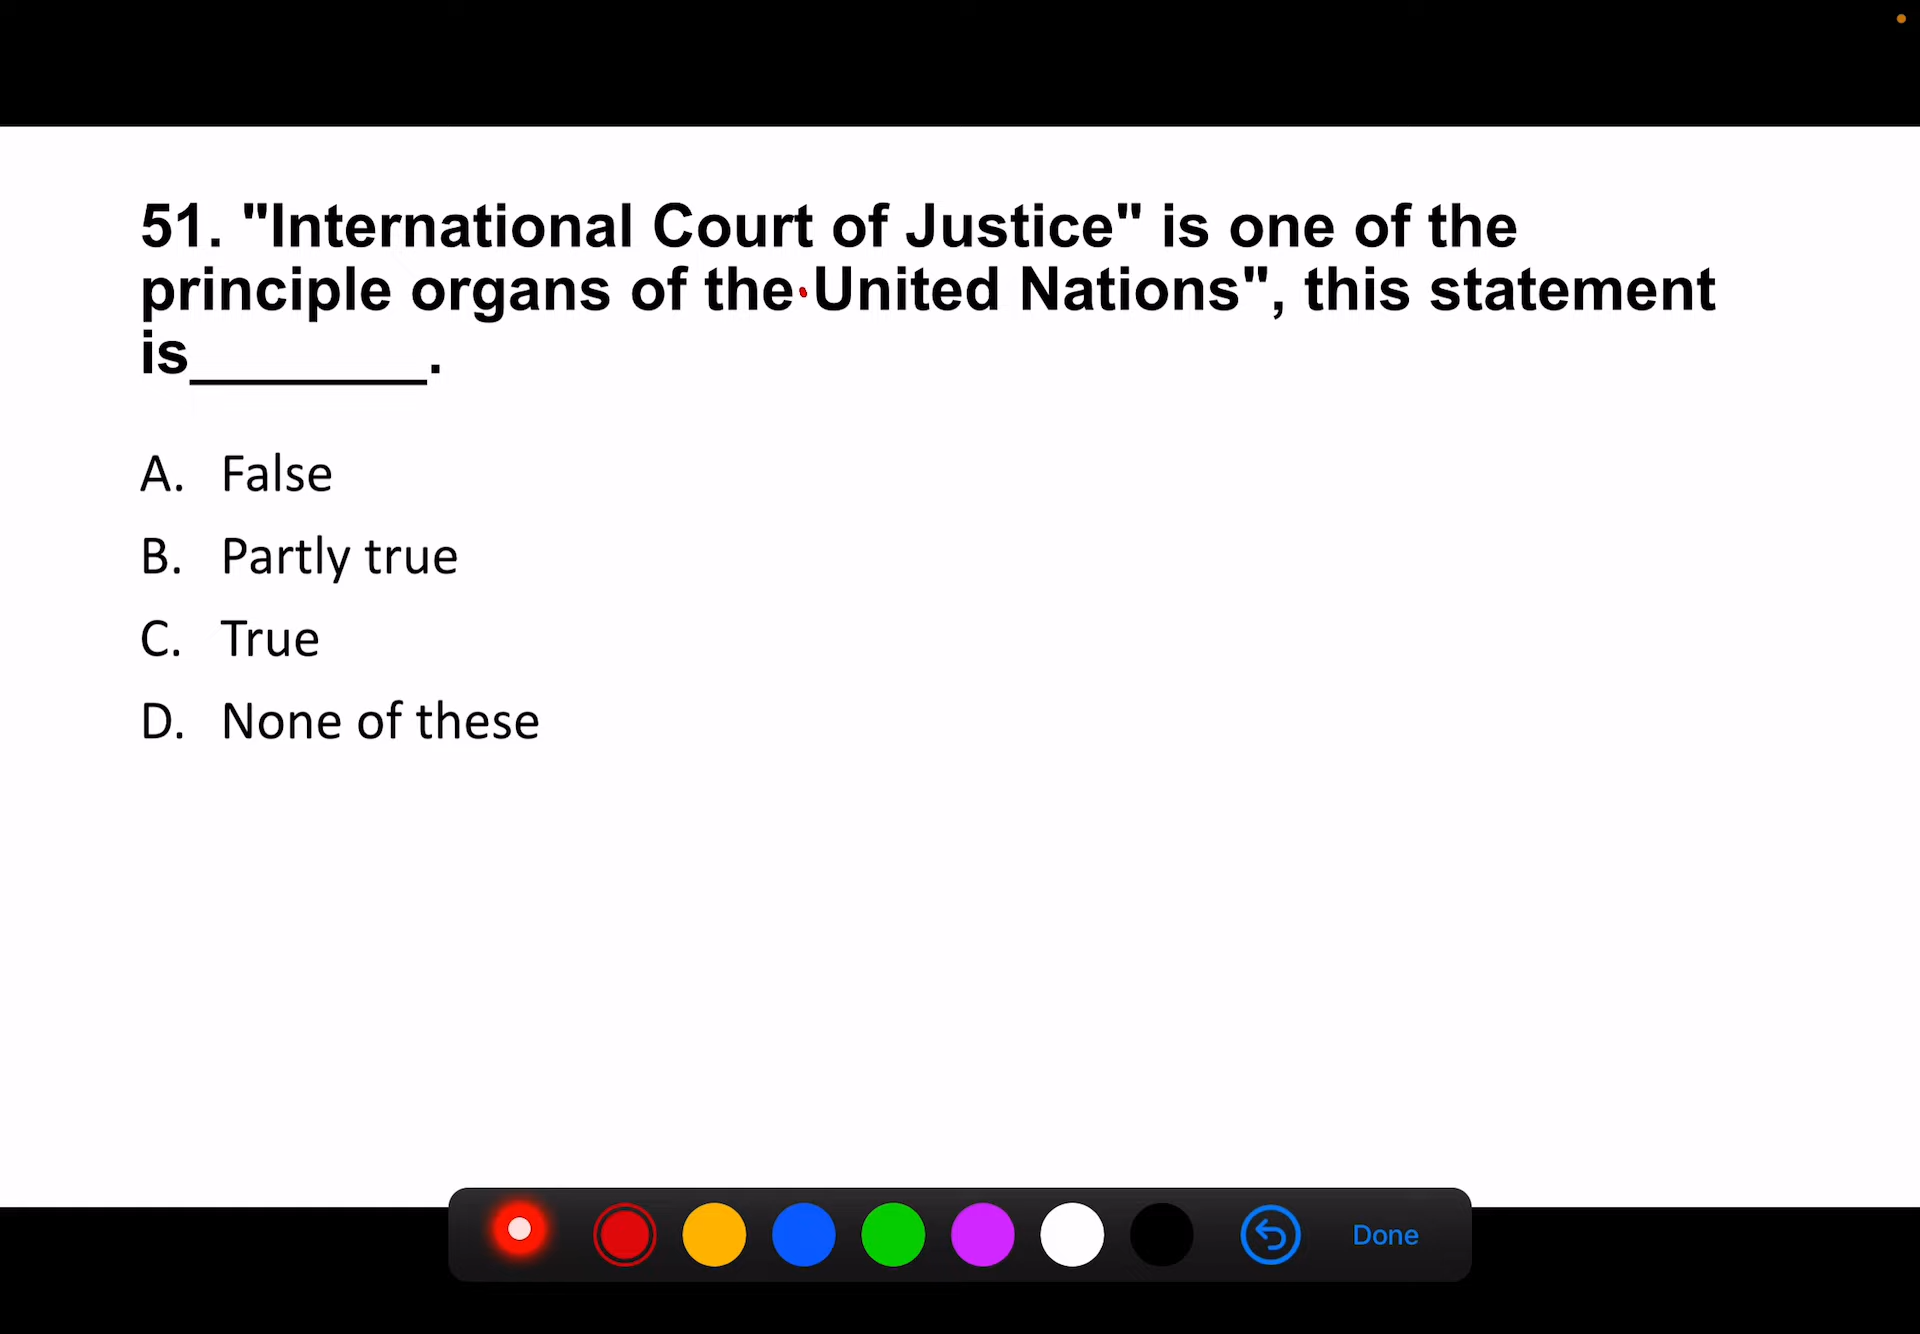 51. "International Court of Justice" is one of the
principle organs of the United Nations", this statement
is_______.
A. False
B. Partly true
C. True
D. None of these
Done